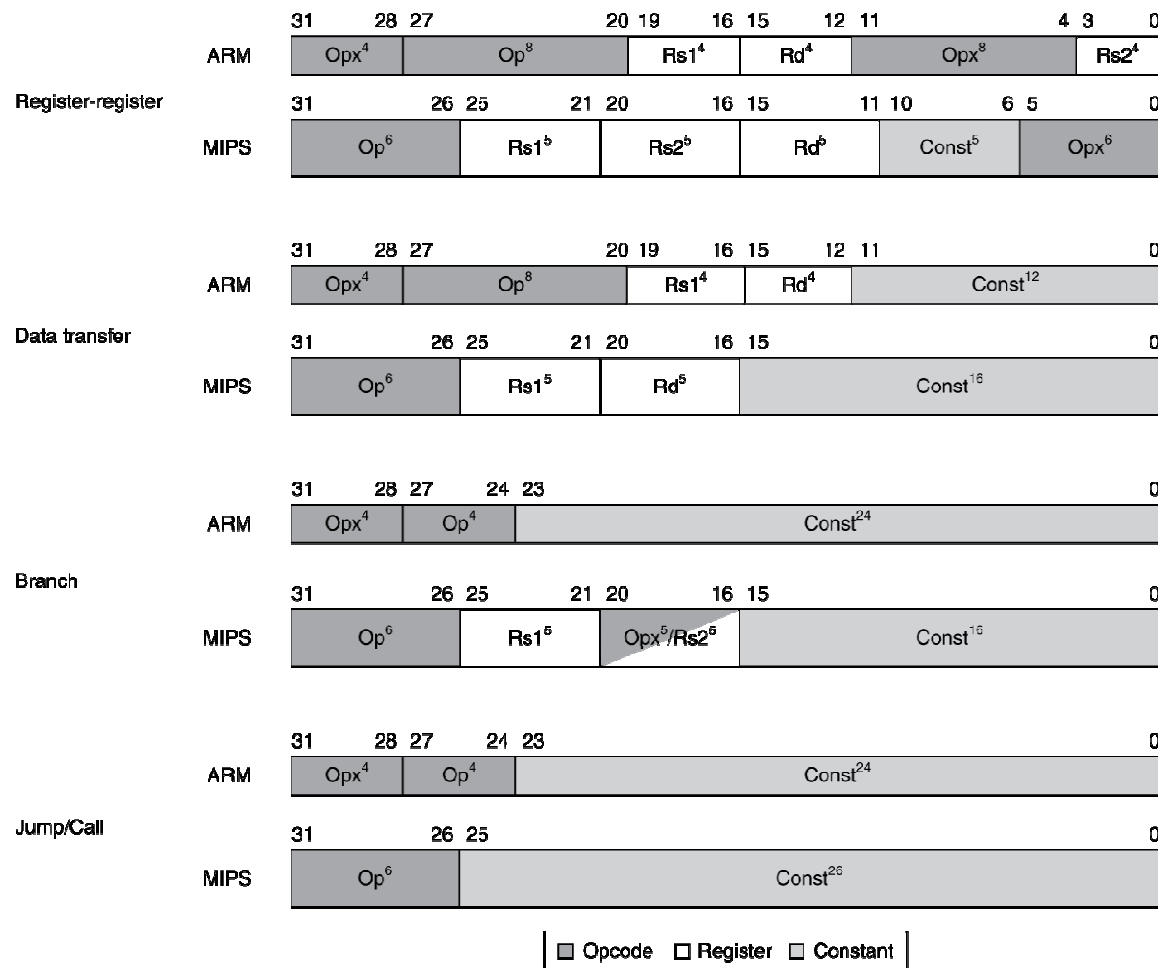 31 28 27 20 19 16 15 12 11 4 3 0
ARM Opx⁴ Op⁸ Rs1⁴ Rd⁴ Opx⁸ Rs2⁴
Register-register
31 26 25 21 20 16 15 11 10 6 5 0
MIPS Op⁶ Rs1⁵ Rs2⁵ Rd⁵ Const⁵ Opx⁶
31 28 27 20 19 16 15 12 11 0
ARM Opx⁴ Op⁸ Rs1⁴ Rd⁴ Const¹²
Data transfer
31 26 25 21 20 16 15 0
MIPS Op⁶ Rs1⁵ Rd⁵ Const¹⁶
31 28 27 24 23 0
ARM Opx⁴ Op⁴ Const²⁴
Branch
31 26 25 21 20 16 15 0
MIPS Op⁶ Rs1⁵ Opx⁵/Rs2⁵ Const¹⁶
31 28 27 24 23 0
ARM Opx⁴ Op⁴ Const²⁴
Jump/Call
31 26 25 0
MIPS Op⁶ Const²⁶
Opcode Register Constant